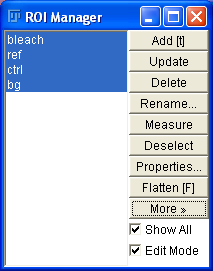 ROI Manager
bleach
ref
ctrl
bg
Add [t]
Update
Delete
Rename...
Measure
Deselect
Properties...
Flatten [F]
More »
Show All
Edit Mode